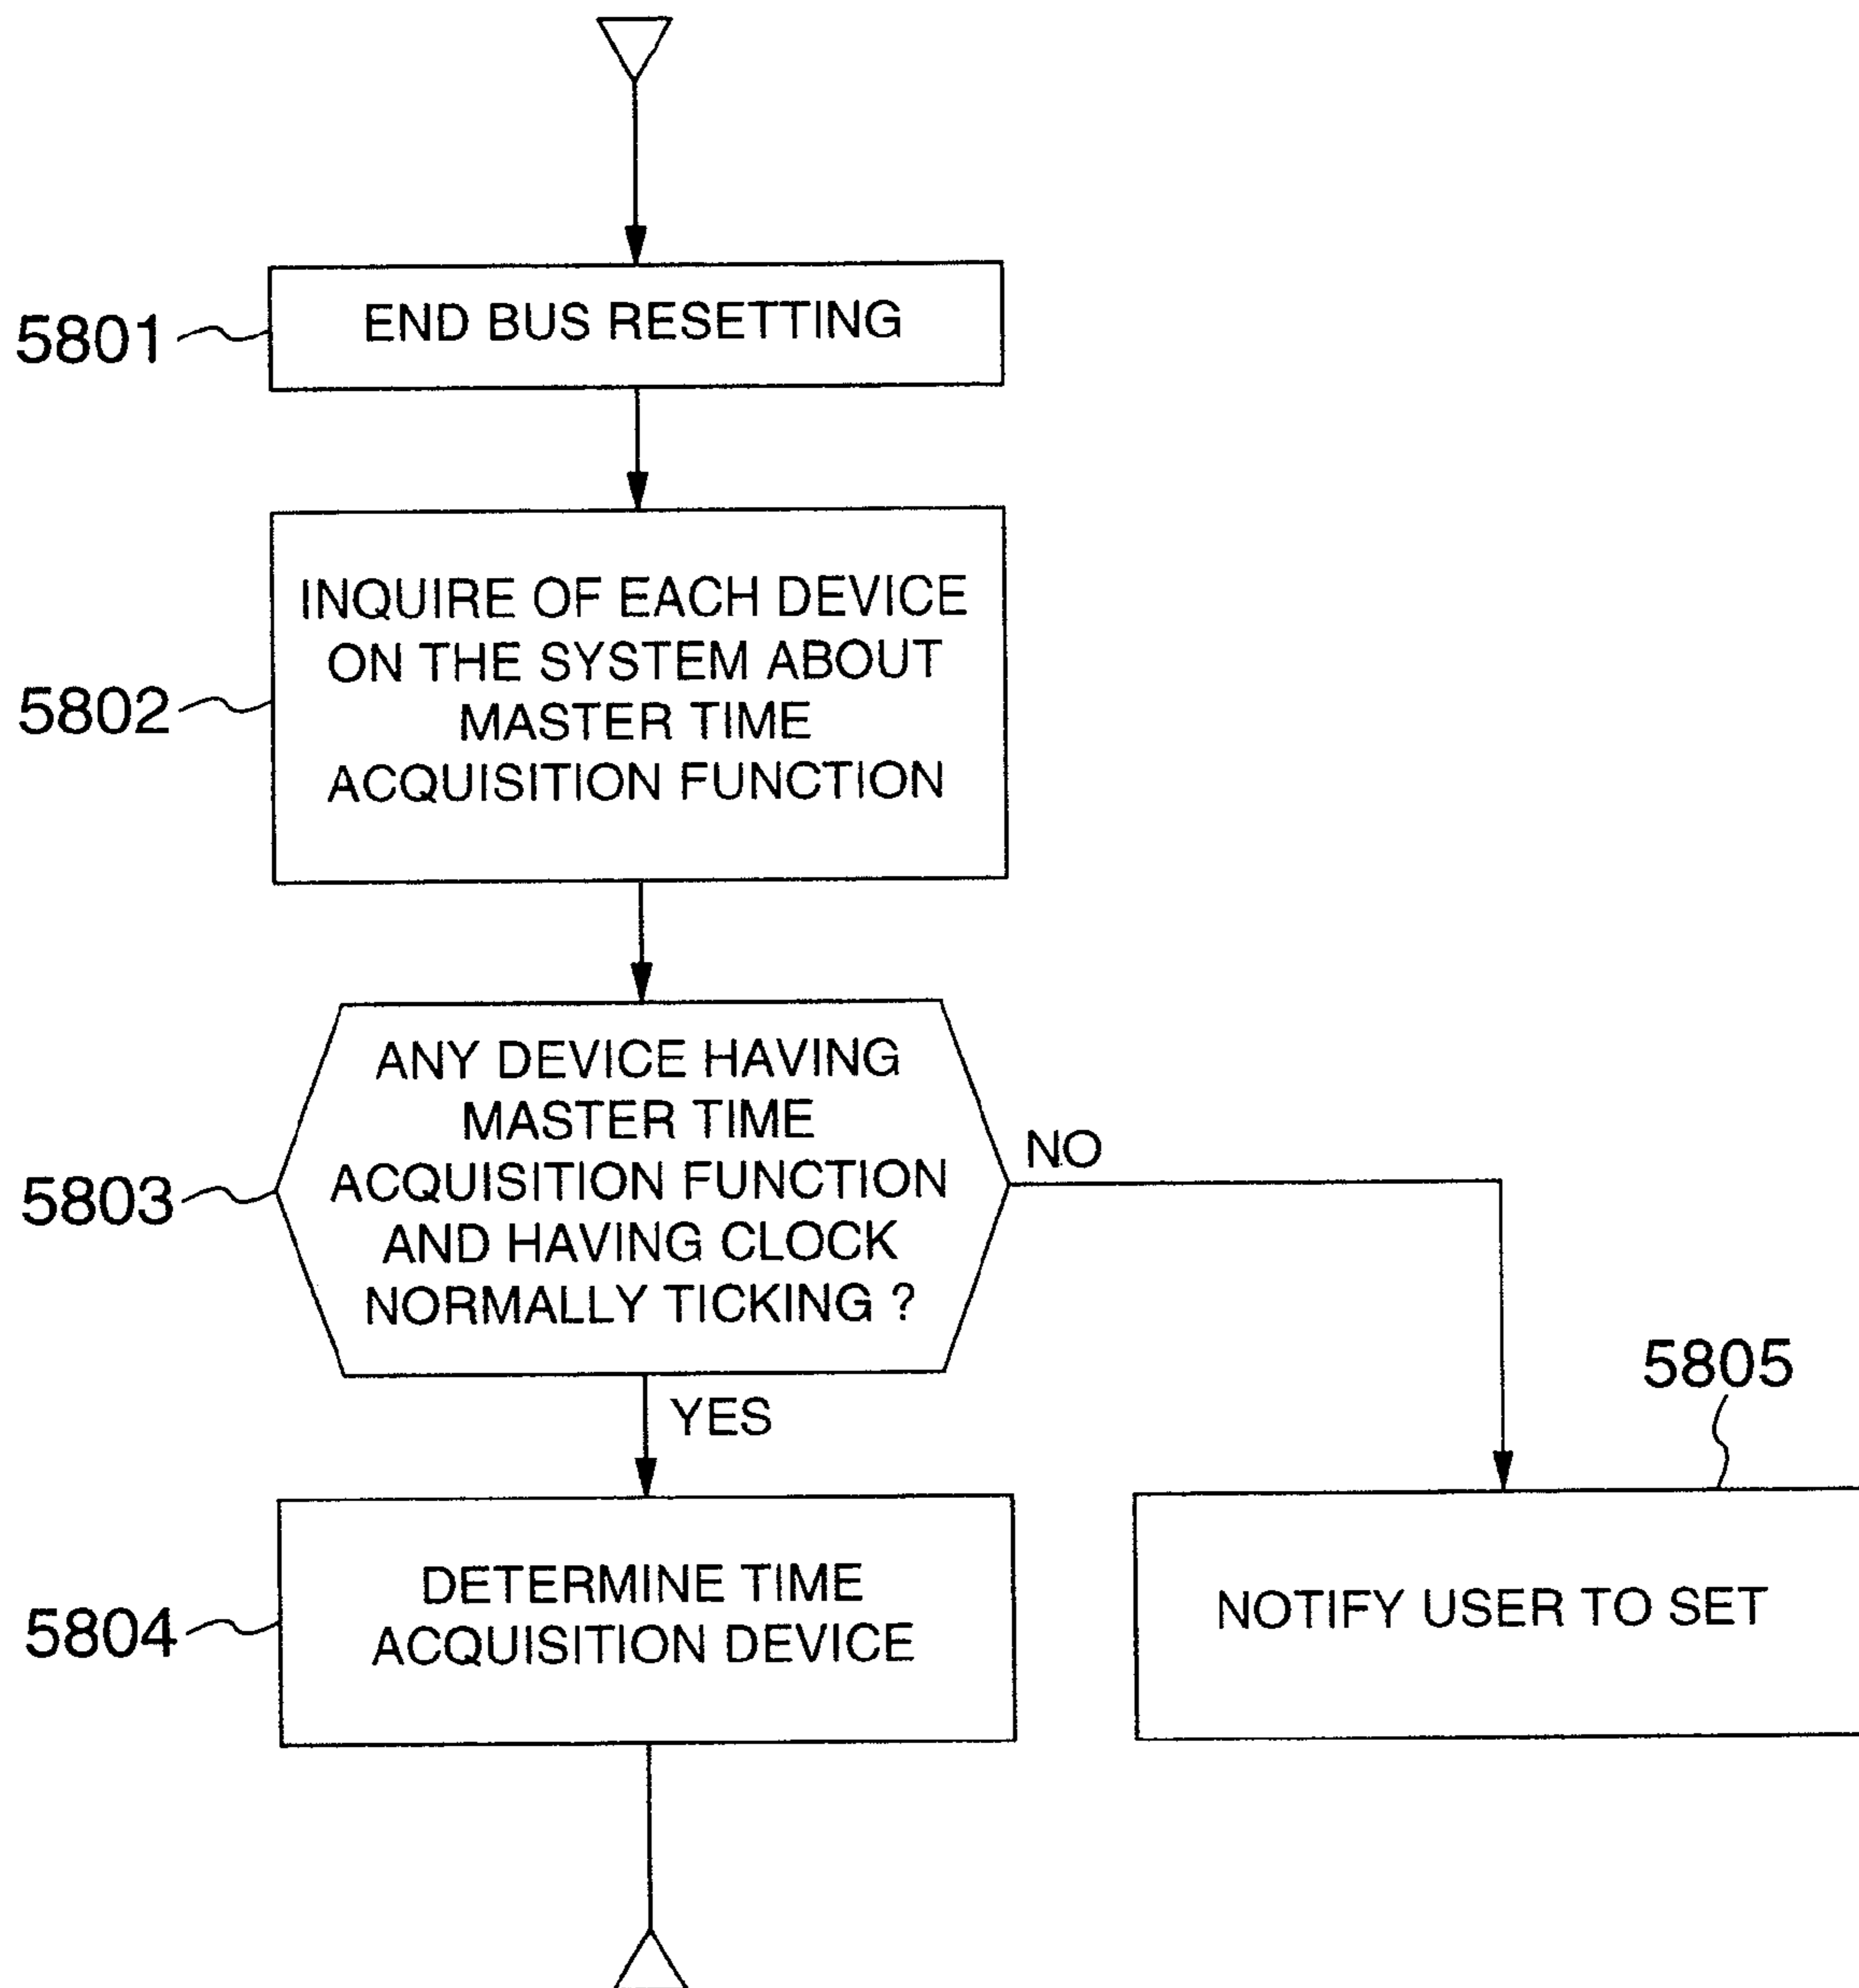 5801
END BUS RESETTING
5802
INQUIRE OF EACH DEVICE
ON THE SYSTEM ABOUT
MASTER TIME
ACQUISITION FUNCTION
5803
ANY DEVICE HAVING
MASTER TIME
ACQUISITION FUNCTION
AND HAVING CLOCK
NORMALLY TICKING ?
NO
YES
5804
DETERMINE TIME
ACQUISITION DEVICE
5805
NOTIFY USER TO SET